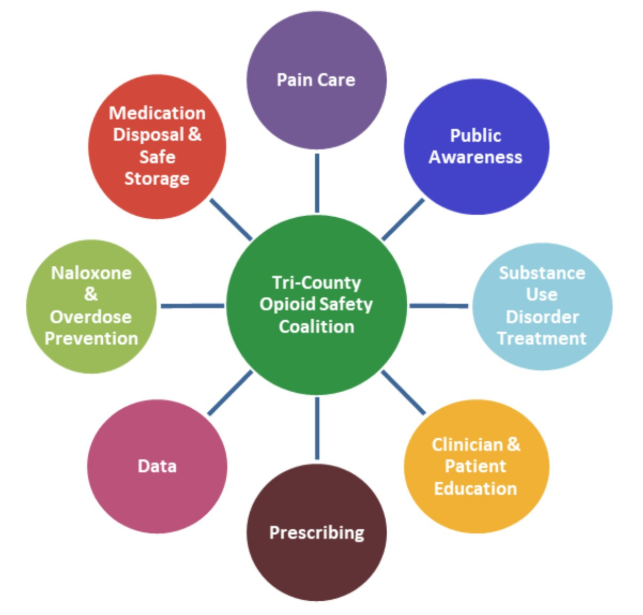 Pain Care
Public
Awareness
Substance
Use
Disorder
Treatment
Clinician &
Patient
Education
Prescribing
Data
Naloxone
&
Overdose
Prevention
Medication
Disposal &
Safe
Storage
Tri-County
Opioid Safety
Coalition